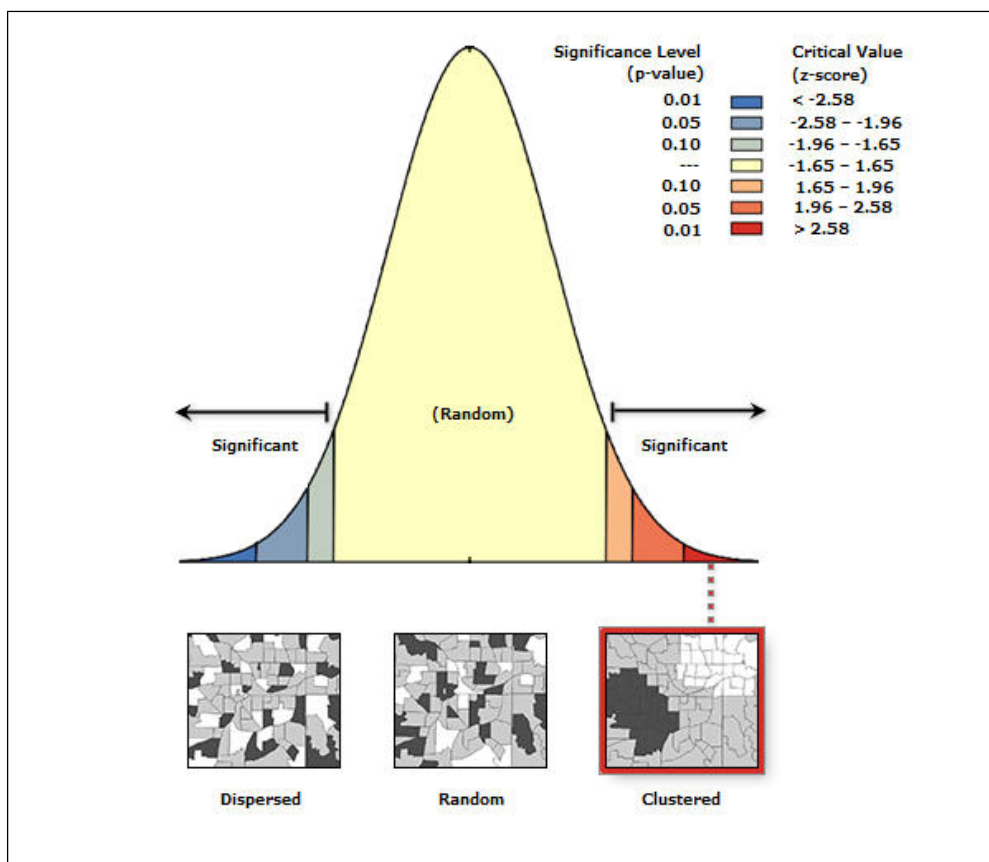 Significance Level Critical Value
(p-value) (z-score)
0.01 < -2.58
0.05 -2.58 – -1.96
0.10 -1.96 – -1.65
--- -1.65 – 1.65
0.10 1.65 – 1.96
0.05 1.96 – 2.58
0.01 > 2.58
(Random)
Significant Significant
Dispersed Random Clustered